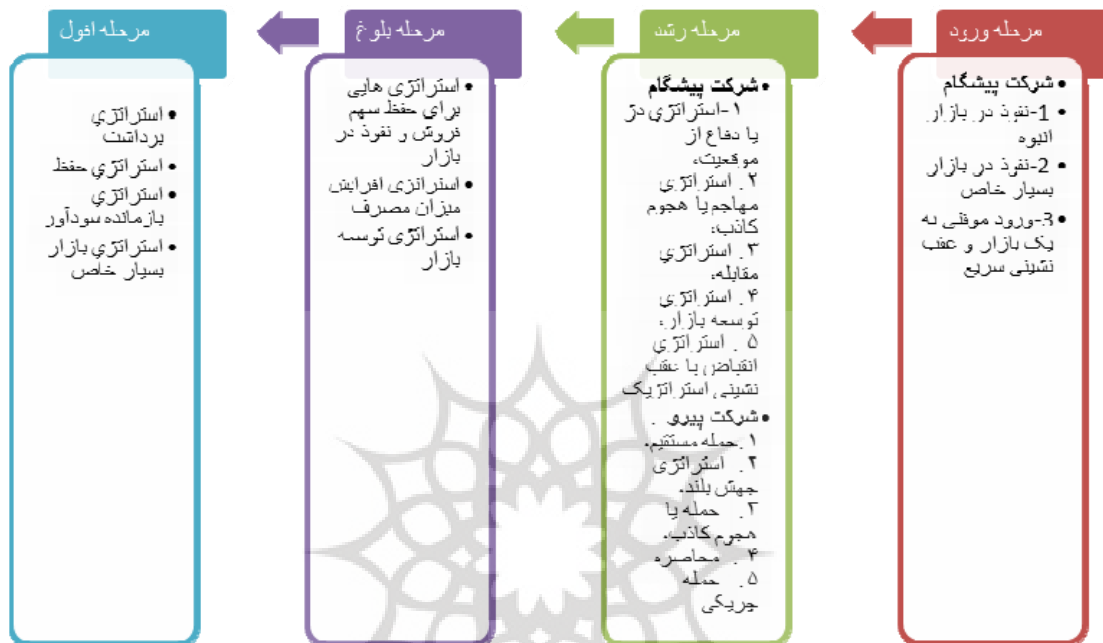 مرحله ورود
• شرکت پیشگام
• 1-نفوذ در بازار
انبوه
• 2-نفوذ در بازار
بسیار خاص
• 3-ورود موقتی به
یک بازار و عقب
نشینی سریع
مرحله رشد
• شرکت پیشگام
۱-استراتژی دژ
یا دفاع از
موقعیت،
۲. استراتژی
مهاجم یا هجوم
کاذب،
۳. استراتژی
مقابله،
۴. استراتژی
توسعه بازار،
۵. استراتژی
انقباض یا عقب
نشینی استراتژیک
• شرکت پیرو .
۱.حمله مستقیم.
۲. استراتژی
جهش بلند.
۳. حمله یا
هجوم کاذب.
۴. محاصره
۵. حمله
چریکی
مرحله بلوغ
• استراتژی هایی
برای حفظ سهم
فروش و نفوذ در
بازار
• استراتژی افزایش
میزان مصرف
• استراتژی توسعه
بازار
مرحله افول
• استراتژی
برداشت
• استراتژی حفظ
• استراتژی
بازمانده سودآور
• استراتژی بازار
بسیار خاص